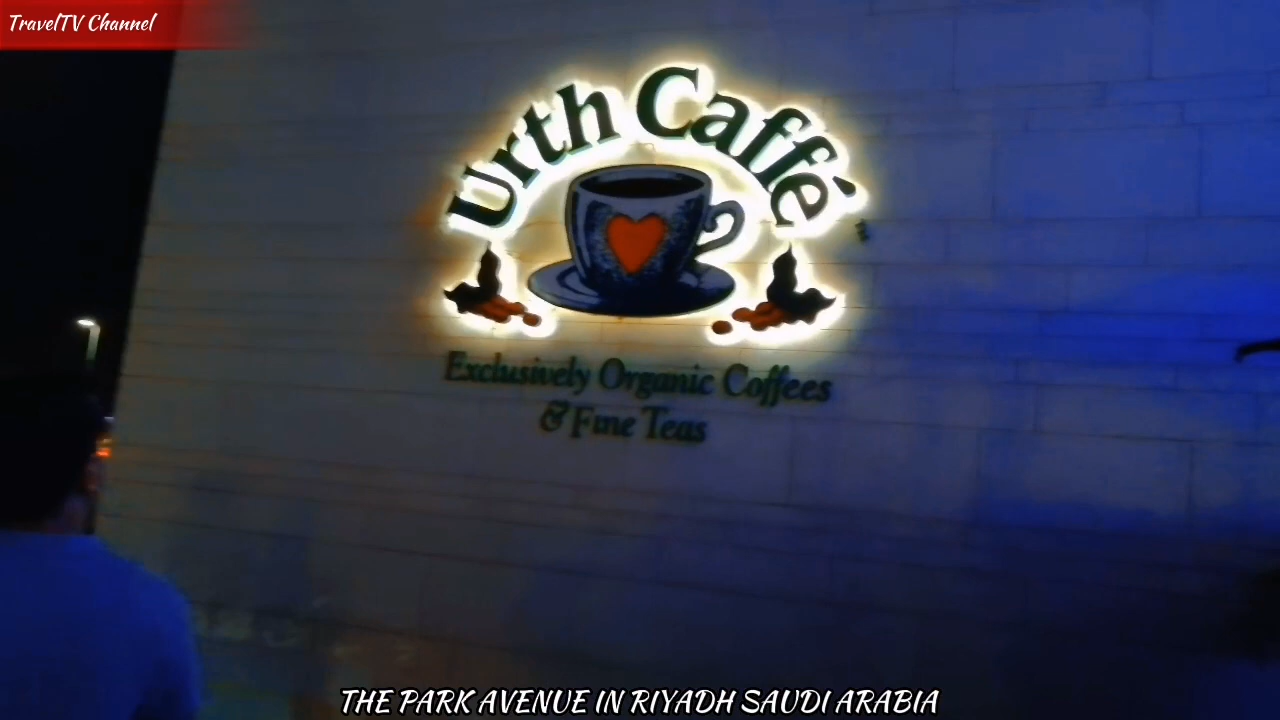 TravelTV Channel
Urth Caffé
Exclusively Organic Coffees
& Fine Teas
THE PARK AVENUE IN RIYADH SAUDI ARABIA